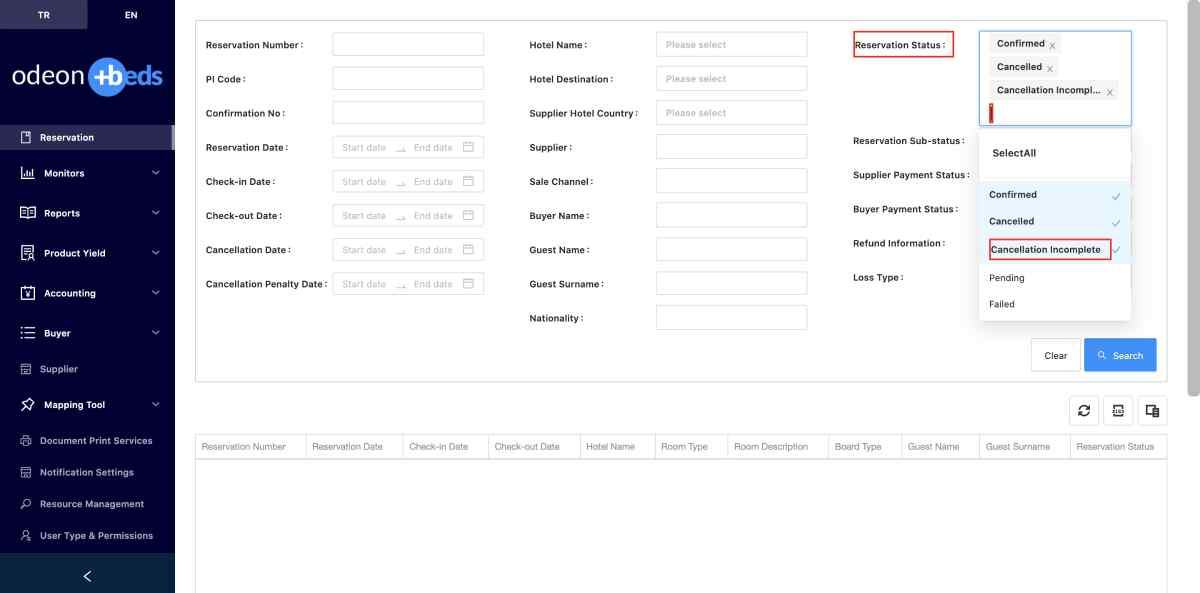 TR
EN
odeon +beds
Reservation
Monitors
Reports
Product Yield
Accounting
Buyer
Supplier
Mapping Tool
Document Print Services
Notification Settings
Resource Management
User Type & Permissions
Reservation Number :
PI Code :
Confirmation No :
Reservation Date : Start date End date
Check-in Date : Start date End date
Check-out Date : Start date End date
Cancellation Date : Start date End date
Cancellation Penalty Date : Start date End date
Hotel Name : Please select
Hotel Destination : Please select
Supplier Hotel Country : Please select
Supplier :
Sale Channel :
Buyer Name :
Guest Name :
Guest Surname :
Nationality :
Reservation Status :
Confirmed x
Cancelled x
Cancellation Incompl... x
Reservation Sub-status :
Supplier Payment Status :
Buyer Payment Status :
Refund Information :
Loss Type :
SelectAll
Confirmed
Cancelled
Cancellation Incomplete
Pending
Failed
Clear
Search
Reservation Number Reservation Date Check-in Date Check-out Date Hotel Name Room Type Room Description Board Type Guest Name Guest Surname Reservation Status